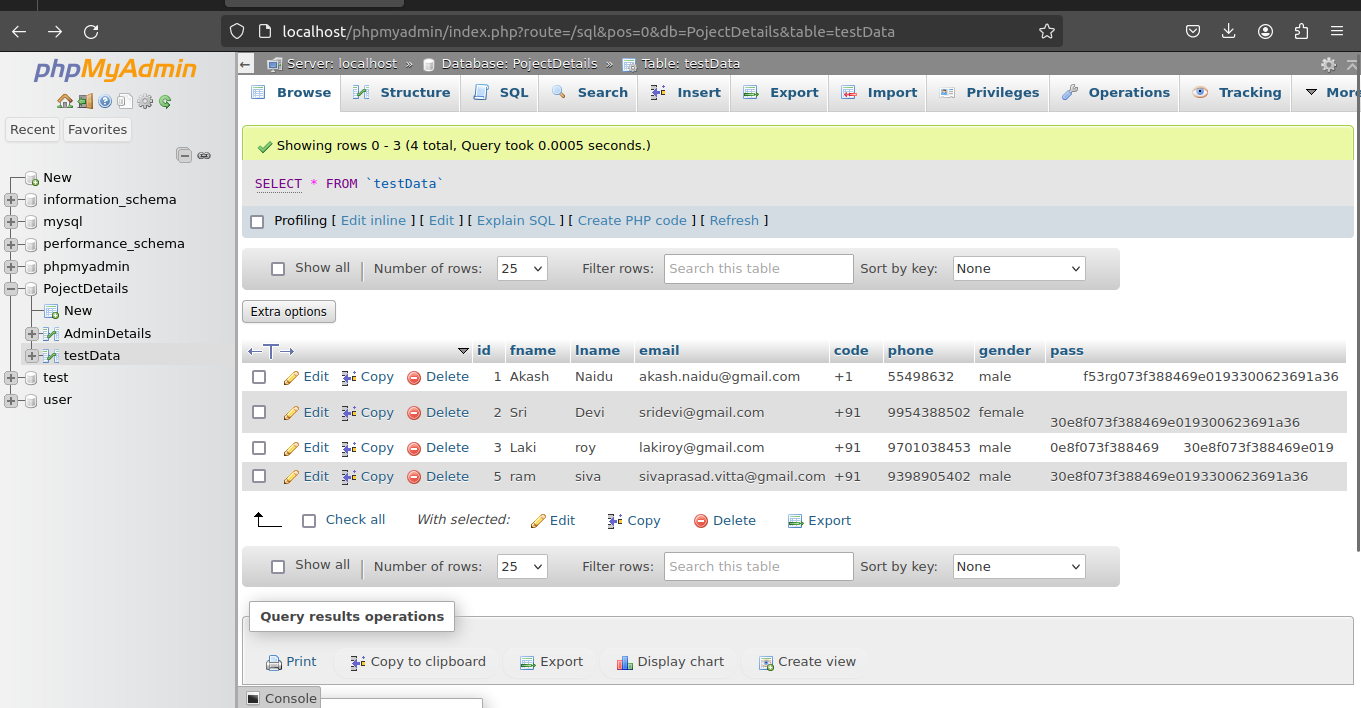 localhost/phpmyadmin/index.php?route=/sql&pos=0&db=PojectDetails&table=testData
phpMyAdmin
Recent Favorites
New
information_schema
mysql
performance_schema
phpmyadmin
PojectDetails
New
AdminDetails
testData
test
user
Server: localhost » Database: PojectDetails » Table: testData
Browse Structure SQL Search Insert Export Import Privileges Operations Tracking More
Showing rows 0 - 3 (4 total, Query took 0.0005 seconds.)
SELECT * FROM `testData`
Profiling [ Edit inline ] [ Edit ] [ Explain SQL ] [ Create PHP code ] [ Refresh ]
Show all Number of rows: 25 Filter rows: Search this table Sort by key: None
Extra options
←T→ id fname lname email code phone gender pass
Edit Copy Delete 1 Akash Naidu akash.naidu@gmail.com +1 55498632 male f53rg073f388469e0193300623691a36
Edit Copy Delete 2 Sri Devi sridevi@gmail.com +91 9954388502 female 30e8f073f388469e019300623691a36
Edit Copy Delete 3 Laki roy lakiroy@gmail.com +91 9701038453 male 0e8f073f388469 30e8f073f388469e019
Edit Copy Delete 5 ram siva sivaprasad.vitta@gmail.com +91 9398905402 male 30e8f073f388469e0193300623691a36
Check all With selected: Edit Copy Delete Export
Show all Number of rows: 25 Filter rows: Search this table Sort by key: None
Query results operations
Print Copy to clipboard Export Display chart Create view
Console